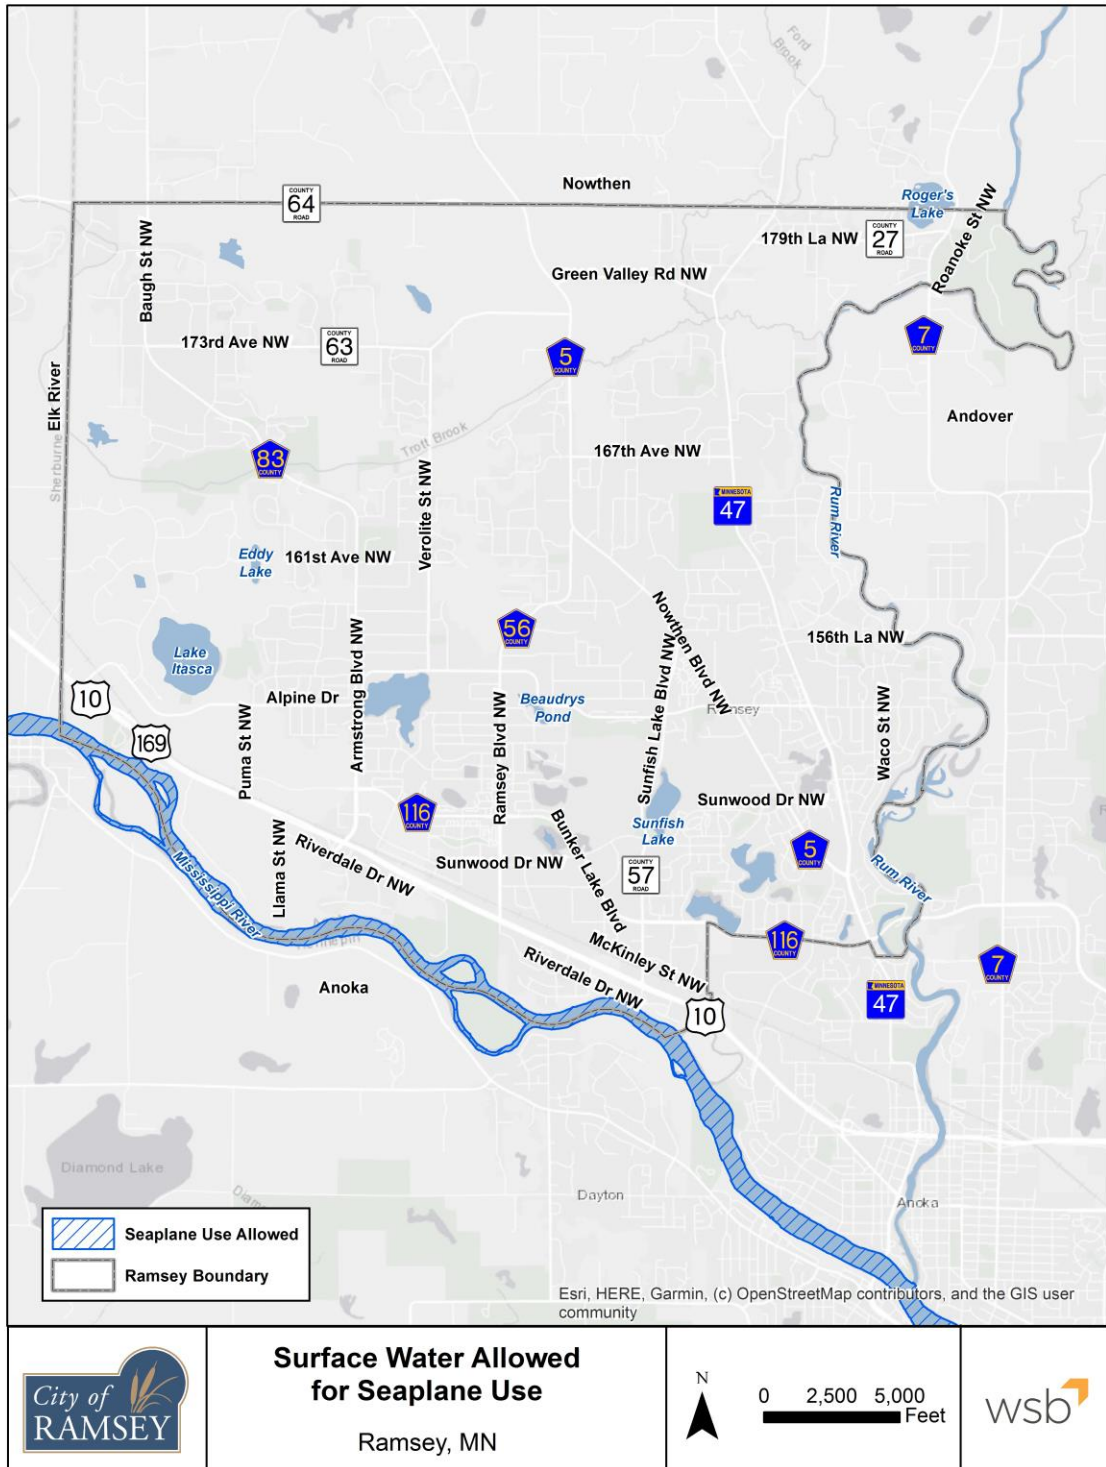 Ford
Brook
Nowthen
COUNTY
64
ROAD
Roger's
Lake
Roanoke St NW
179th La NW
COUNTY
27
ROAD
Baugh St NW
Green Valley Rd NW
173rd Ave NW
COUNTY
63
ROAD
5
COUNTY
7
COUNTY
Elk River
Andover
Trott Brook
83
COUNTY
167th Ave NW
Sherburne
Verolite St NW
MINNESOTA
47
Rum River
Eddy
Lake
161st Ave NW
56
COUNTY
Nowthen Blvd NW
156th La NW
Lake
Itasca
Armstrong Blvd NW
Sunfish Lake Blvd NW
10
Alpine Dr
Beaudrys
Pond
Ramsey
169
Puma St NW
Ramsey Blvd NW
Waco St NW
116
COUNTY
Sunwood Dr NW
Sunfish
Lake
Bunker Lake Blvd
5
COUNTY
Llama St NW
Riverdale Dr NW
Sunwood Dr NW
COUNTY
57
ROAD
Rum River
Mississippi River
Hennepin
116
COUNTY
McKinley St NW
7
COUNTY
Anoka
Riverdale Dr NW
MINNESOTA
47
10
Diamond Lake
Dayton
Anoka
Seaplane Use Allowed
Ramsey Boundary
Esri, HERE, Garmin, (c) OpenStreetMap contributors, and the GIS user
community
City of
RAMSEY
Surface Water Allowed
for Seaplane Use
Ramsey, MN
N
0 2,500 5,000
Feet
wsb